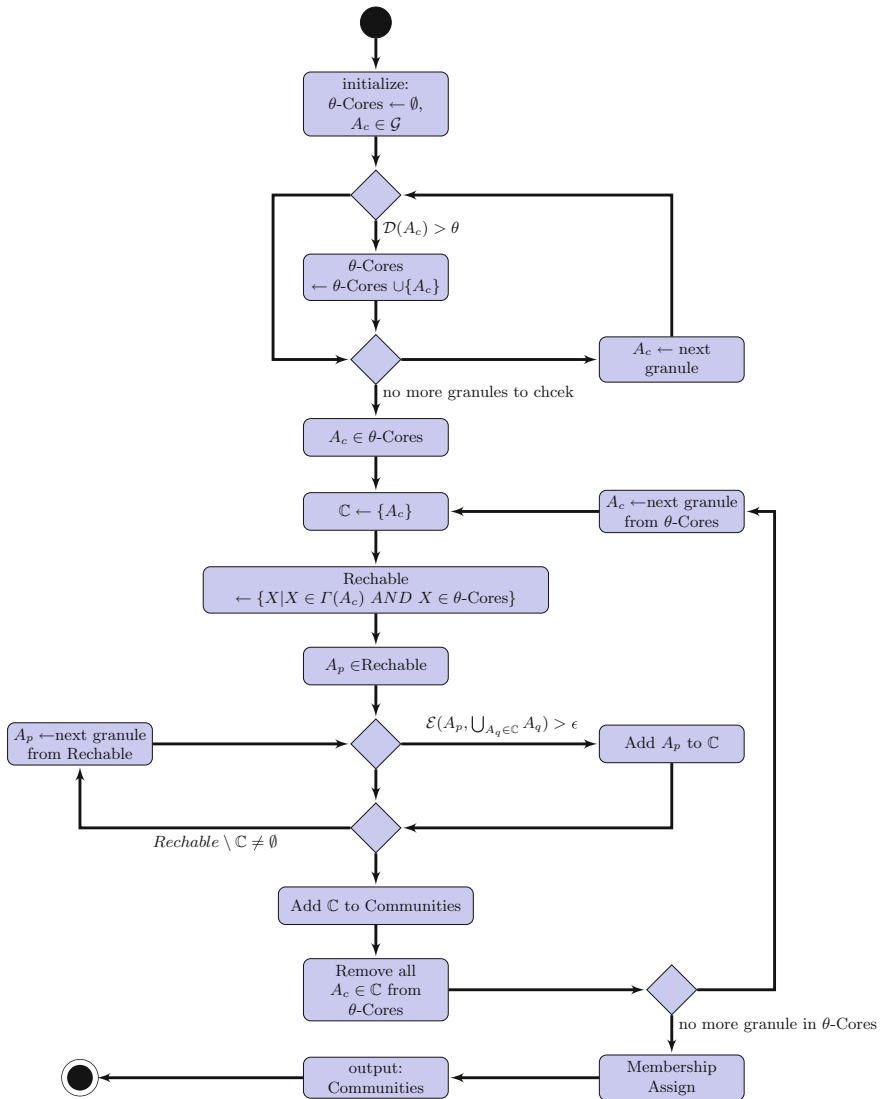 initialize:
θ-Cores ← ∅,
A_c ∈ 𝒢
𝒟(A_c) > θ
θ-Cores
← θ-Cores ∪{A_c}
A_c ← next
granule
no more granules to chcek
A_c ∈ θ-Cores
ℂ ← {A_c}
A_c ←next granule
from θ-Cores
Rechable
← {X|X ∈ Γ(A_c) AND X ∈ θ-Cores}
A_p ∈Rechable
A_p ←next granule
from Rechable
ℰ(A_p, ⋃_{A_q∈ℂ} A_q) > ϵ
Add A_p to ℂ
Rechable \ ℂ ≠ ∅
Add ℂ to Communities
Remove all
A_c ∈ ℂ from
θ-Cores
no more granule in θ-Cores
Membership
Assign
output:
Communities